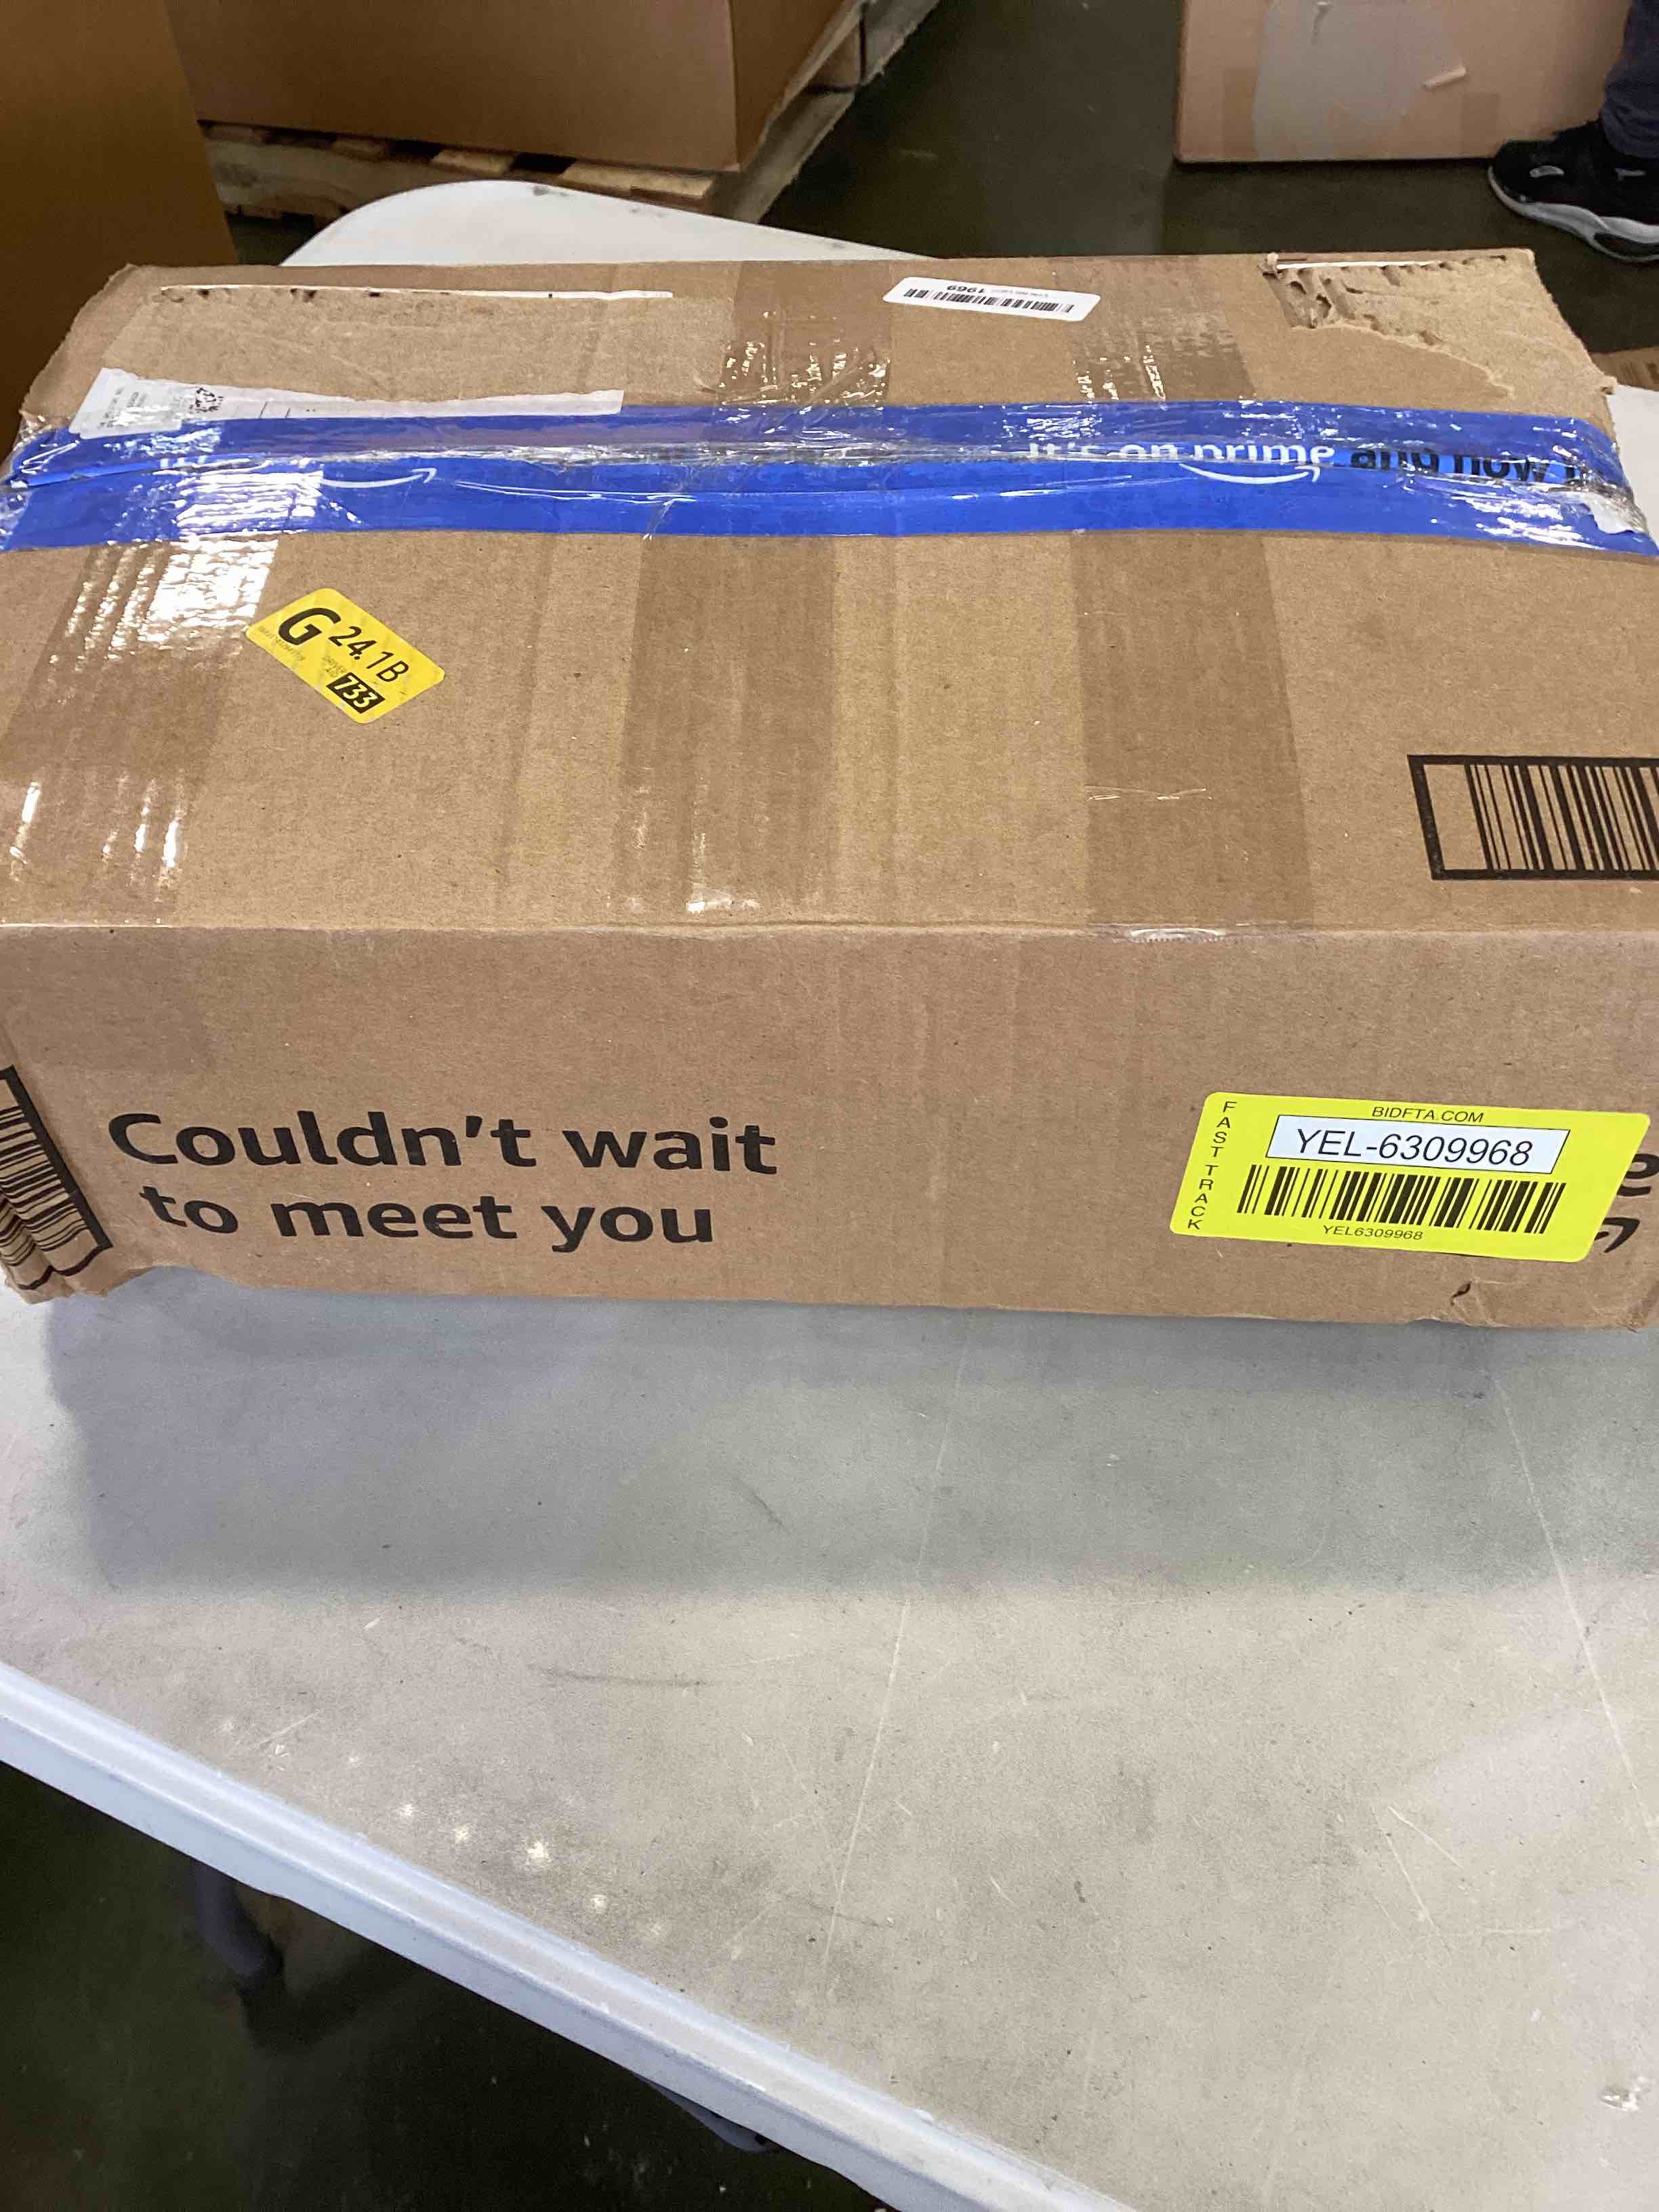 1969
it's on prime and now i
G 24.1B
733
Couldn't wait
to meet you
FAST TRACK
BIDFTA.COM
YEL-6309968
YEL6309968
e